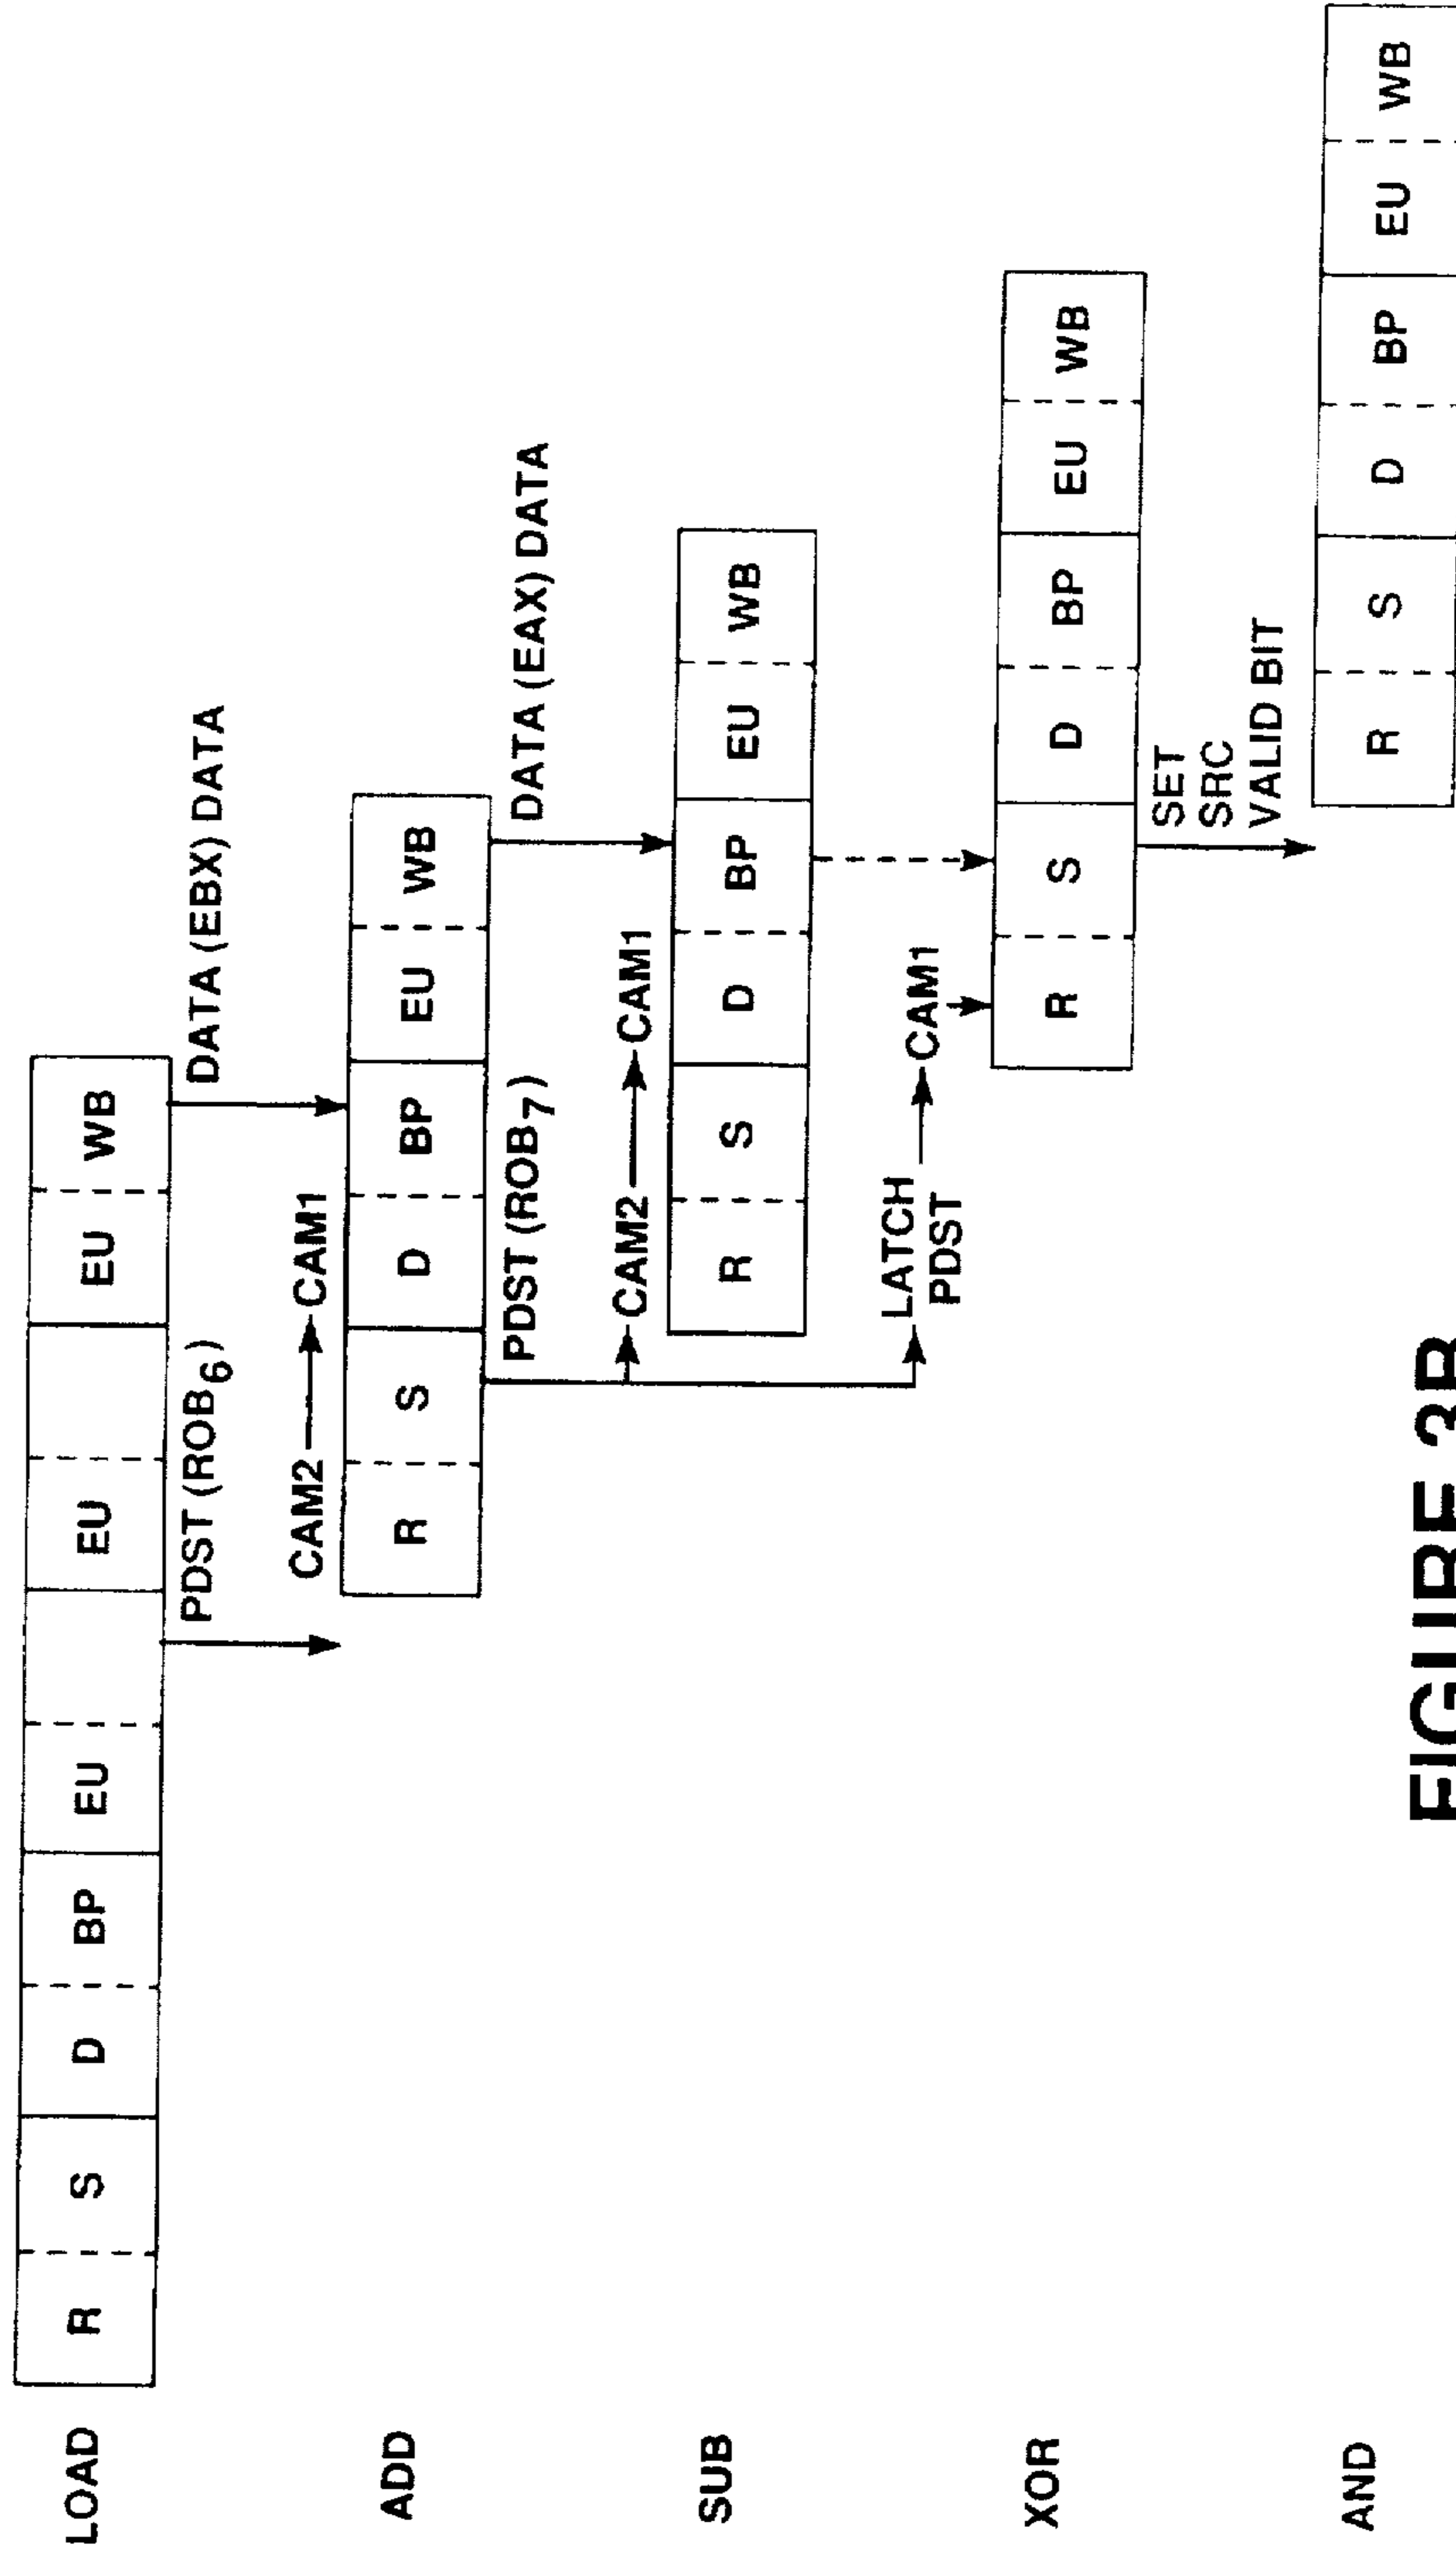 LOAD
R S D BP EU EU EU WB
PDST (ROB6)
DATA (EBX) DATA
CAM2 CAM1
ADD
R S D BP EU WB
PDST (ROB7)
DATA (EAX) DATA
CAM2 CAM1
SUB
R S D BP EU WB
LATCH
PDST
CAM1
XOR
R S D BP EU WB
SET
SRC
VALID BIT
AND
R S D BP EU WB
FIGURE 3B